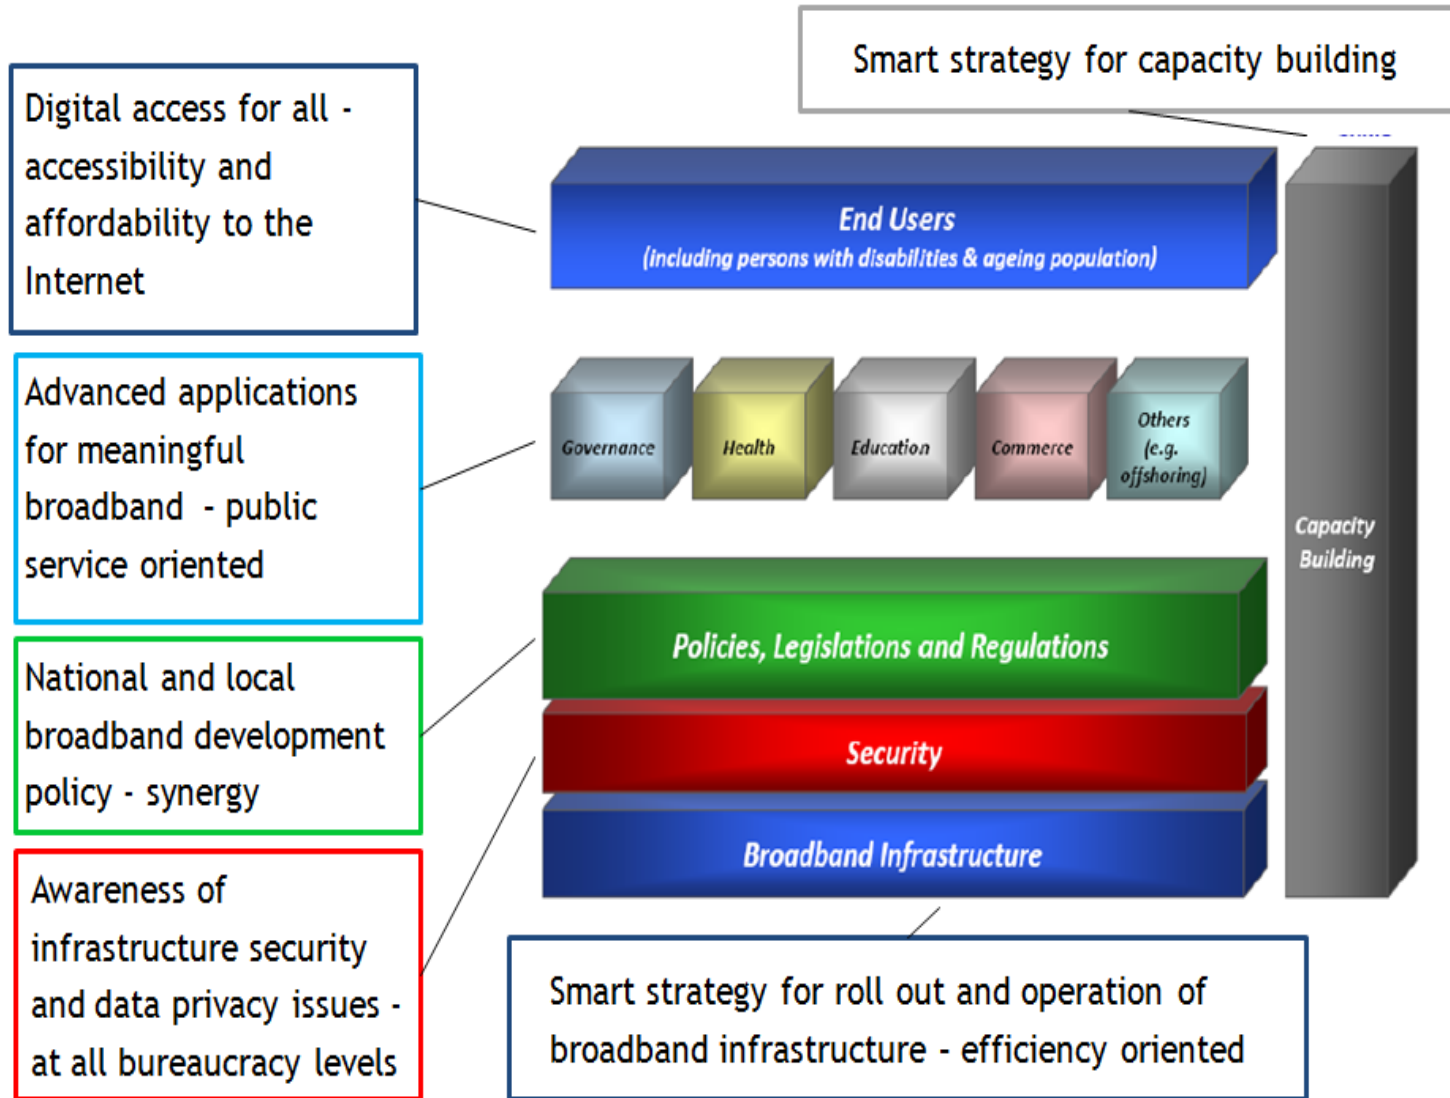 Smart strategy for capacity building
Digital access for all -
accessibility and
affordability to the
Internet
End Users
(including persons with disabilities & ageing population)
Advanced applications
for meaningful
broadband - public
service oriented
Governance
Health
Education
Commerce
Others
(e.g.
offshoring)
Capacity
Building
National and local
broadband development
policy - synergy
Policies, Legislations and Regulations
Security
Broadband Infrastructure
Awareness of
infrastructure security
and data privacy issues -
at all bureaucracy levels
Smart strategy for roll out and operation of
broadband infrastructure - efficiency oriented